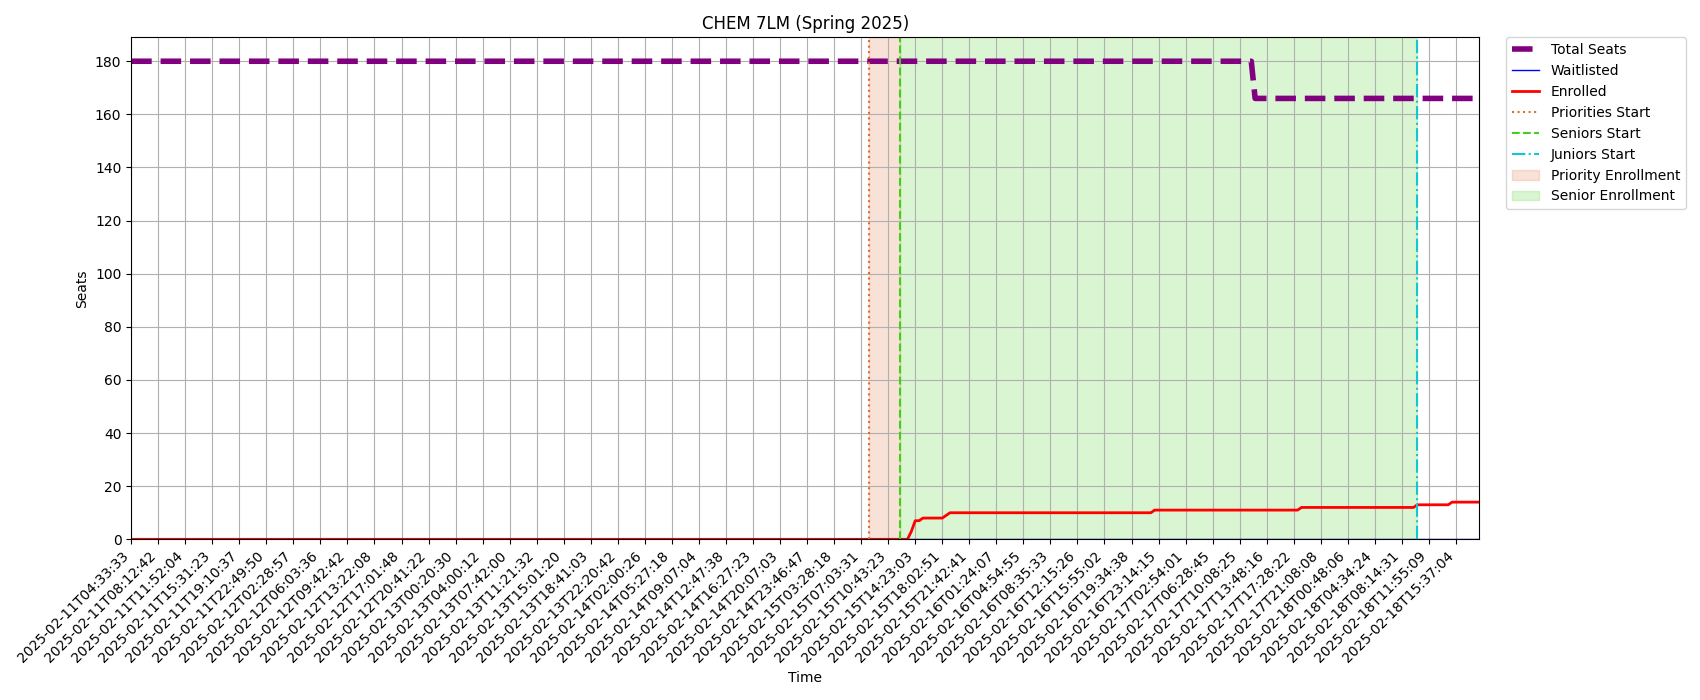 CHEM 7LM (Spring 2025)
Total Seats
Waitlisted
Enrolled
Priorities Start
Seniors Start
Juniors Start
Priority Enrollment
Senior Enrollment
Seats
180
160
140
120
100
80
60
40
20
0
2025-02-11T04:33:33
2025-02-11T08:12:42
2025-02-11T11:52:04
2025-02-11T15:31:23
2025-02-11T19:10:37
2025-02-11T22:49:50
2025-02-12T02:28:57
2025-02-12T06:03:36
2025-02-12T09:42:42
2025-02-12T13:22:08
2025-02-12T17:01:48
2025-02-12T20:41:22
2025-02-13T00:20:30
2025-02-13T04:00:12
2025-02-13T07:42:00
2025-02-13T11:21:32
2025-02-13T15:01:20
2025-02-13T18:41:03
2025-02-13T22:20:42
2025-02-14T02:00:26
2025-02-14T05:27:18
2025-02-14T09:07:04
2025-02-14T12:47:38
2025-02-14T16:27:23
2025-02-14T20:07:03
2025-02-14T23:46:47
2025-02-15T03:28:18
2025-02-15T07:03:31
2025-02-15T10:43:23
2025-02-15T14:23:03
2025-02-15T18:02:51
2025-02-15T21:42:41
2025-02-16T01:24:07
2025-02-16T04:54:55
2025-02-16T08:35:33
2025-02-16T12:15:26
2025-02-16T15:55:02
2025-02-16T19:34:38
2025-02-16T23:14:15
2025-02-17T02:54:01
2025-02-17T06:28:45
2025-02-17T10:08:25
2025-02-17T13:48:16
2025-02-17T17:28:22
2025-02-17T21:08:08
2025-02-18T00:48:06
2025-02-18T04:34:24
2025-02-18T08:14:31
2025-02-18T11:55:09
2025-02-18T15:37:04
Time